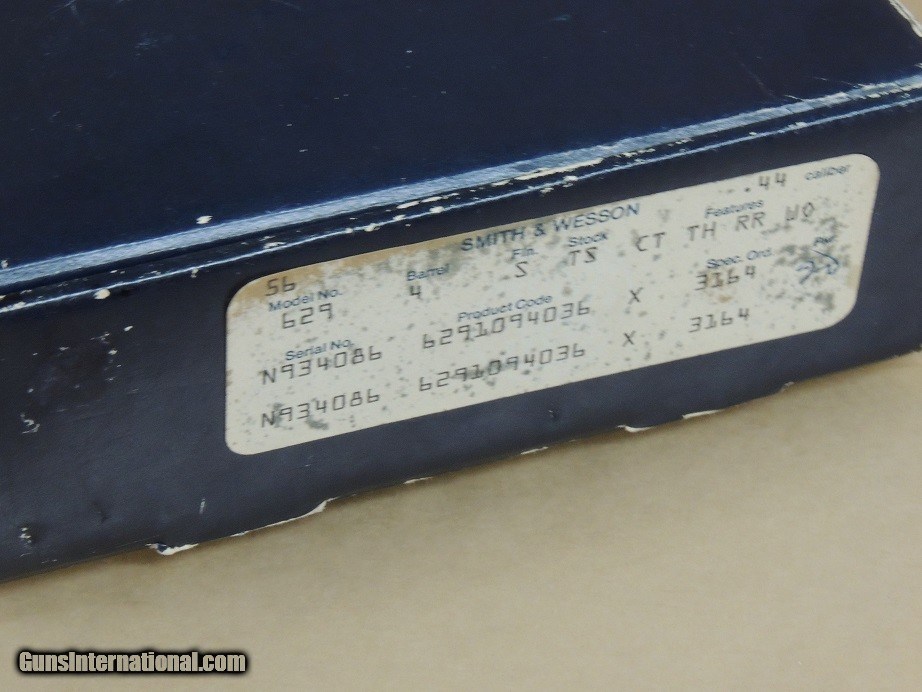 .44 caliber
SMITH & WESSON
56
Model No. Barrel Fin. Stock Features
629 4 S TS CT TH RR WO
Serial No. Product Code Spec. Ord.
N934086 6291094036 X 3164
N934086 6291094036 X 3164
GunsInternational.com